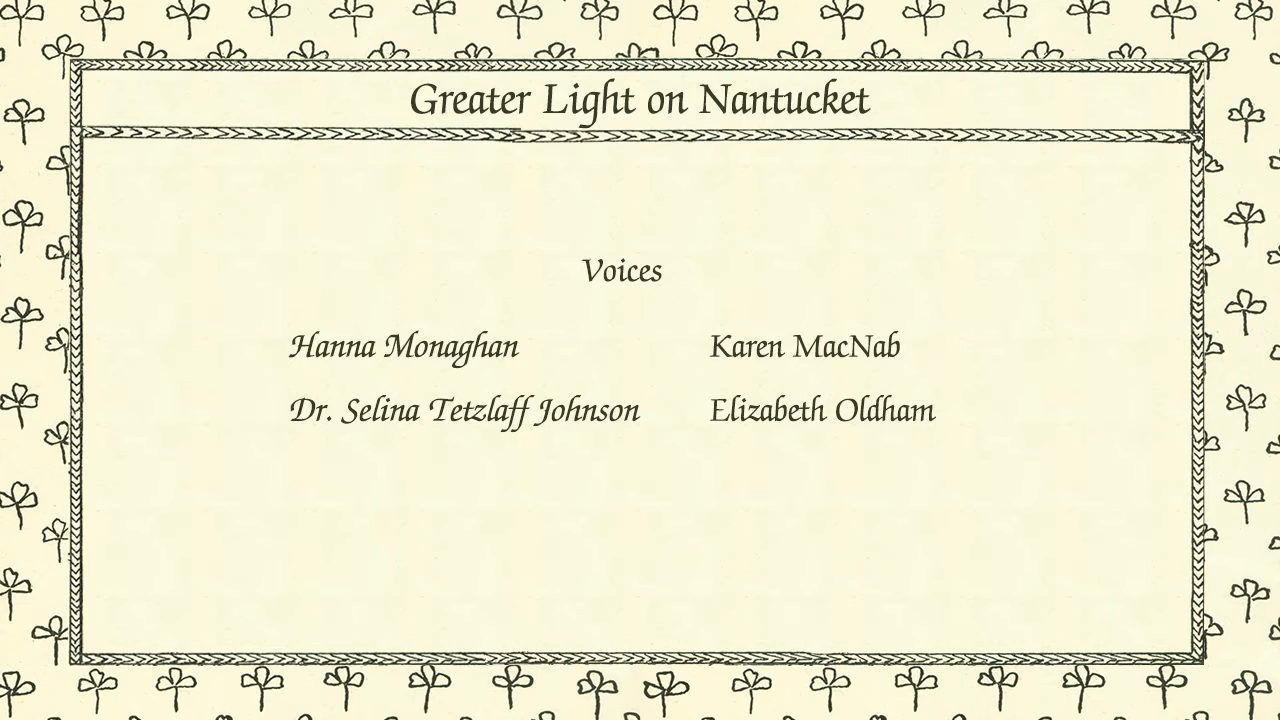 Greater Light on Nantucket
Voices
Hanna Monaghan Karen MacNab
Dr. Selina Tetzlaff Johnson Elizabeth Oldham